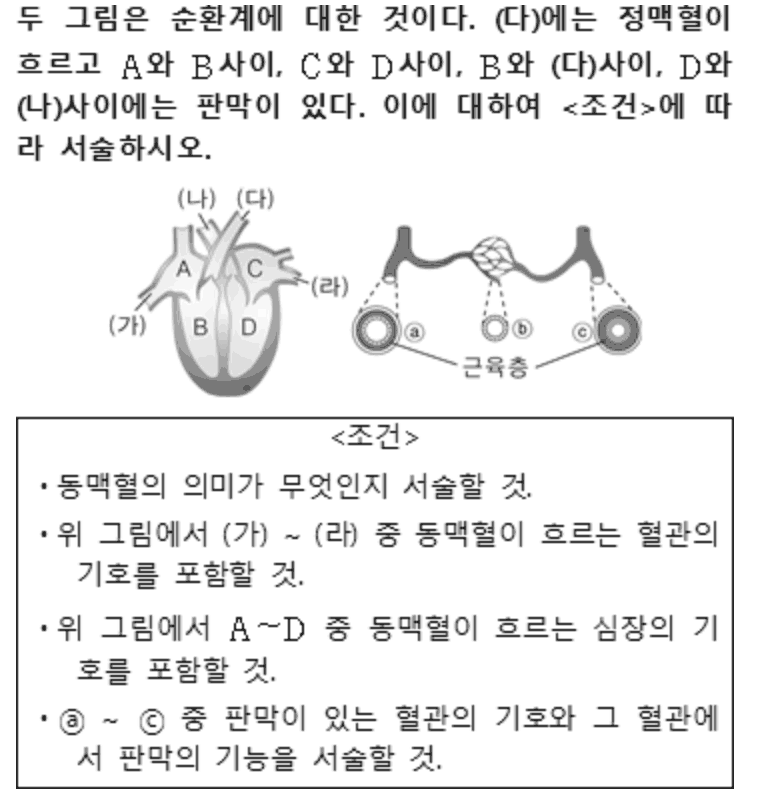 두 그림은 순환계에 대한 것이다. (다)에는 정맥혈이
흐르고 A와 B사이, C와 D사이, B와 (다)사이, D와
(나)사이에는 판막이 있다. 이에 대하여 <조건>에 따
라 서술하시오.
(나) (다)
A C
(라)
(가)
B D
ⓐ ⓑ ⓒ
근육층
<조건>
・동맥혈의 의미가 무엇인지 서술할 것.
・위 그림에서 (가) ~ (라) 중 동맥혈이 흐르는 혈관의
기호를 포함할 것.
・위 그림에서 A~D 중 동맥혈이 흐르는 심장의 기
호를 포함할 것.
・ⓐ ~ ⓒ 중 판막이 있는 혈관의 기호와 그 혈관에
서 판막의 기능을 서술할 것.